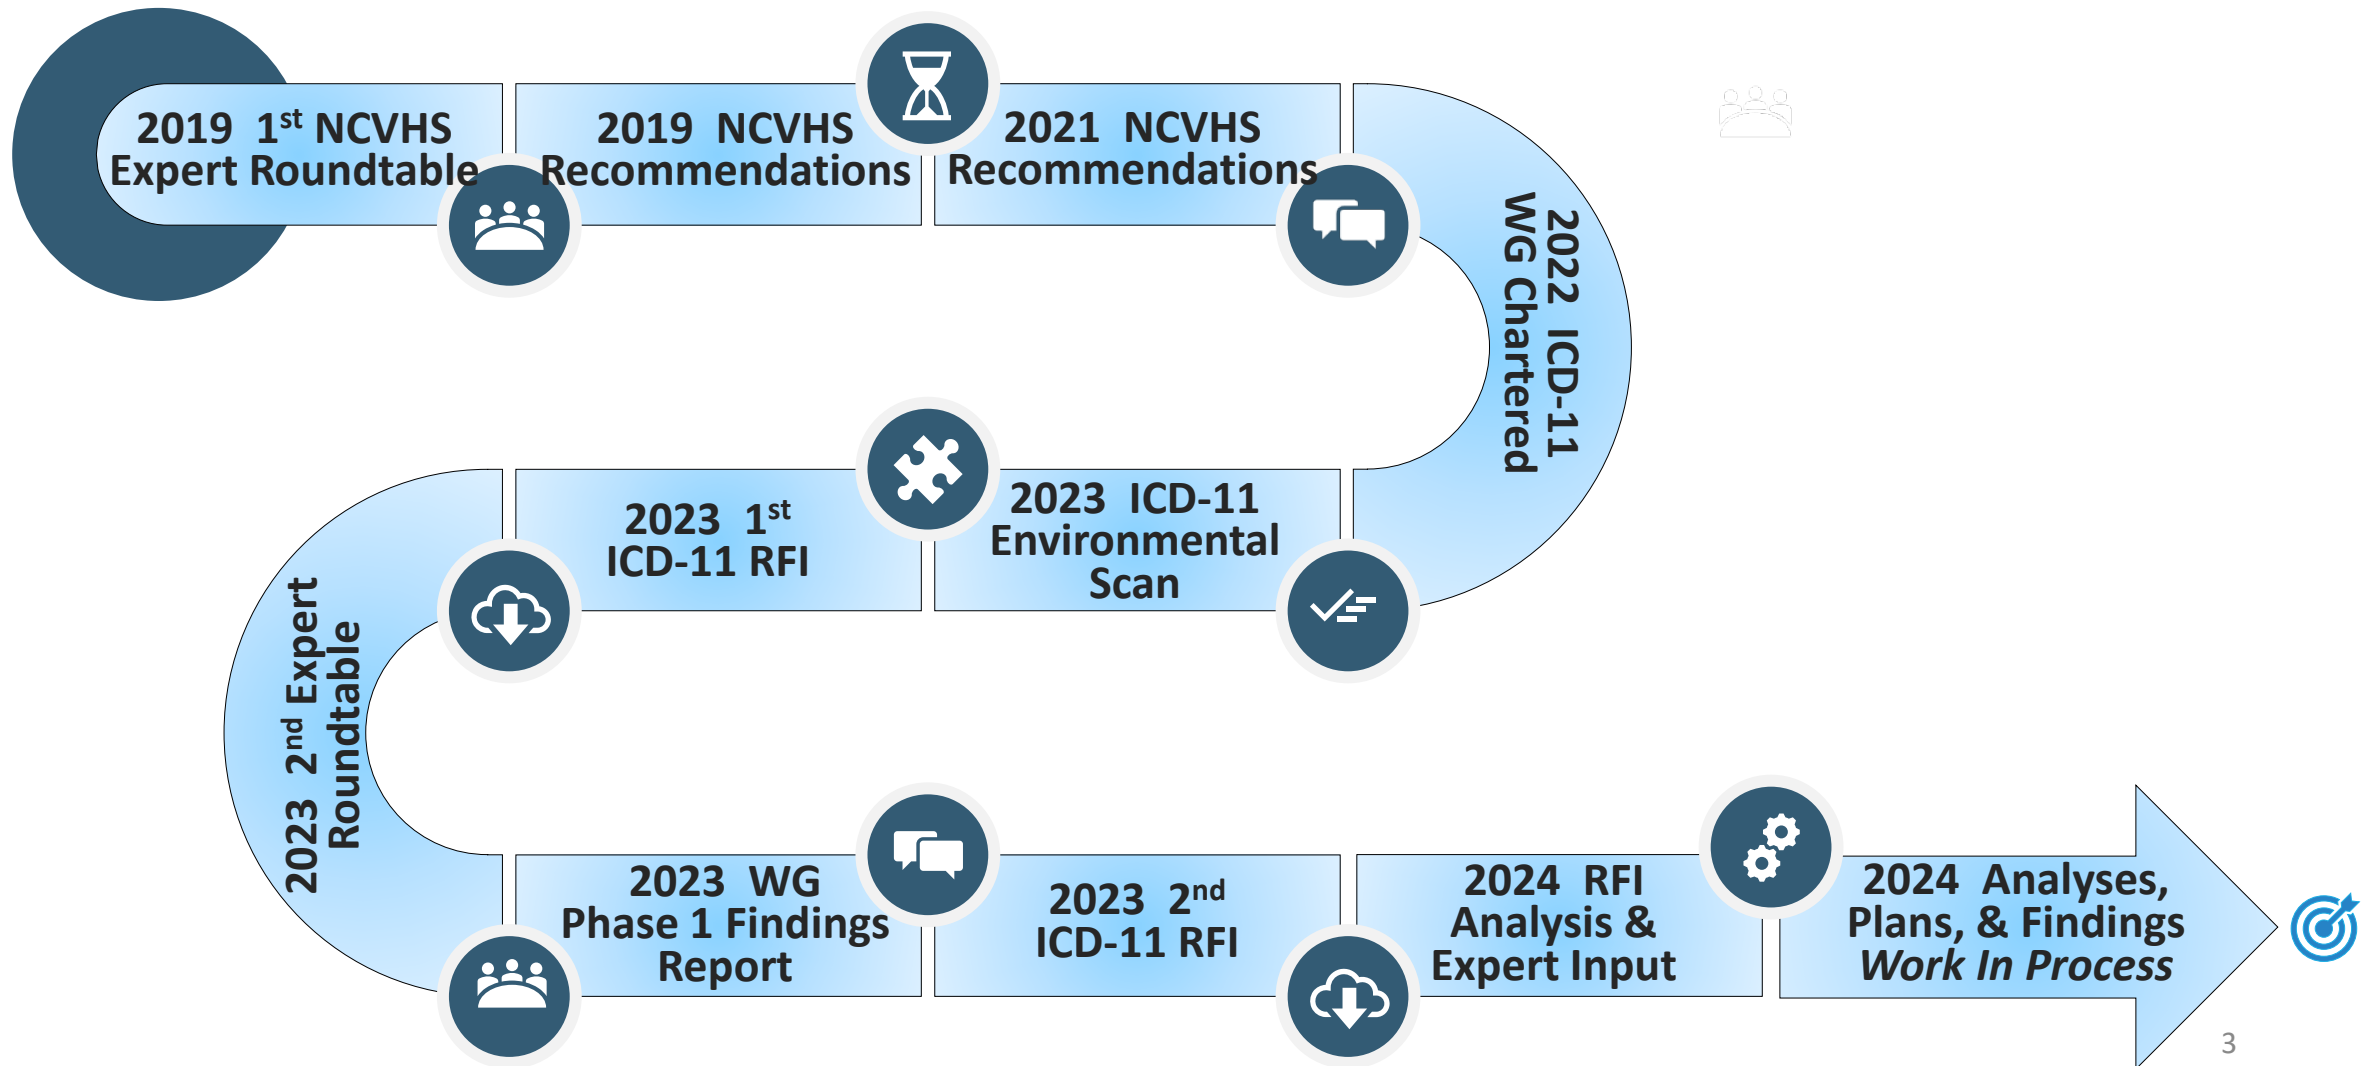 2019 1st NCVHS
Expert Roundtable
2019 NCVHS
Recommendations
2021 NCVHS
Recommendations
2022 ICD-11
WG Chartered
2023 ICD-11
Environmental
Scan
2023 1st
ICD-11 RFI
2023 2nd Expert
Roundtable
2023 WG
Phase 1 Findings
Report
2023 2nd
ICD-11 RFI
2024 RFI
Analysis &
Expert Input
2024 Analyses,
Plans, & Findings
Work In Process
3